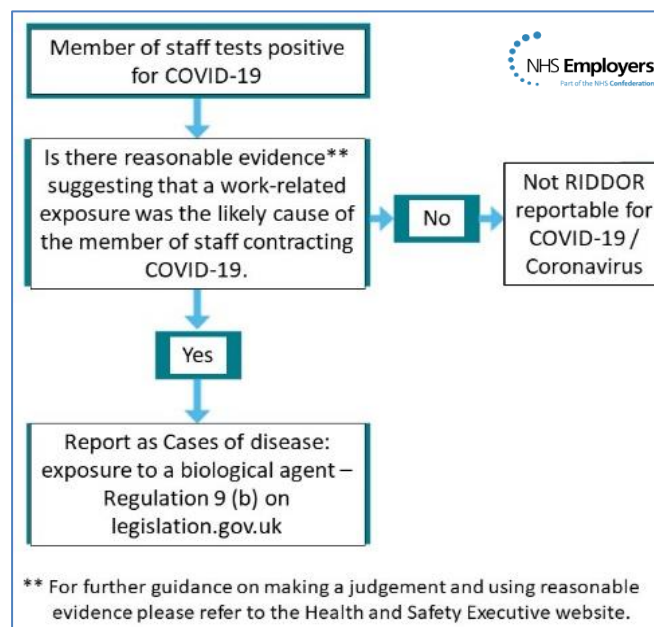 Member of staff tests positive
for COVID-19
NHS Employers
Part of the NHS Confederation
Is there reasonable evidence**
suggesting that a work-related
exposure was the likely cause of
the member of staff contracting
COVID-19.
No
Not RIDDOR
reportable for
COVID-19 /
Coronavirus
Yes
Report as Cases of disease:
exposure to a biological agent –
Regulation 9 (b) on
legislation.gov.uk
** For further guidance on making a judgement and using reasonable
evidence please refer to the Health and Safety Executive website.